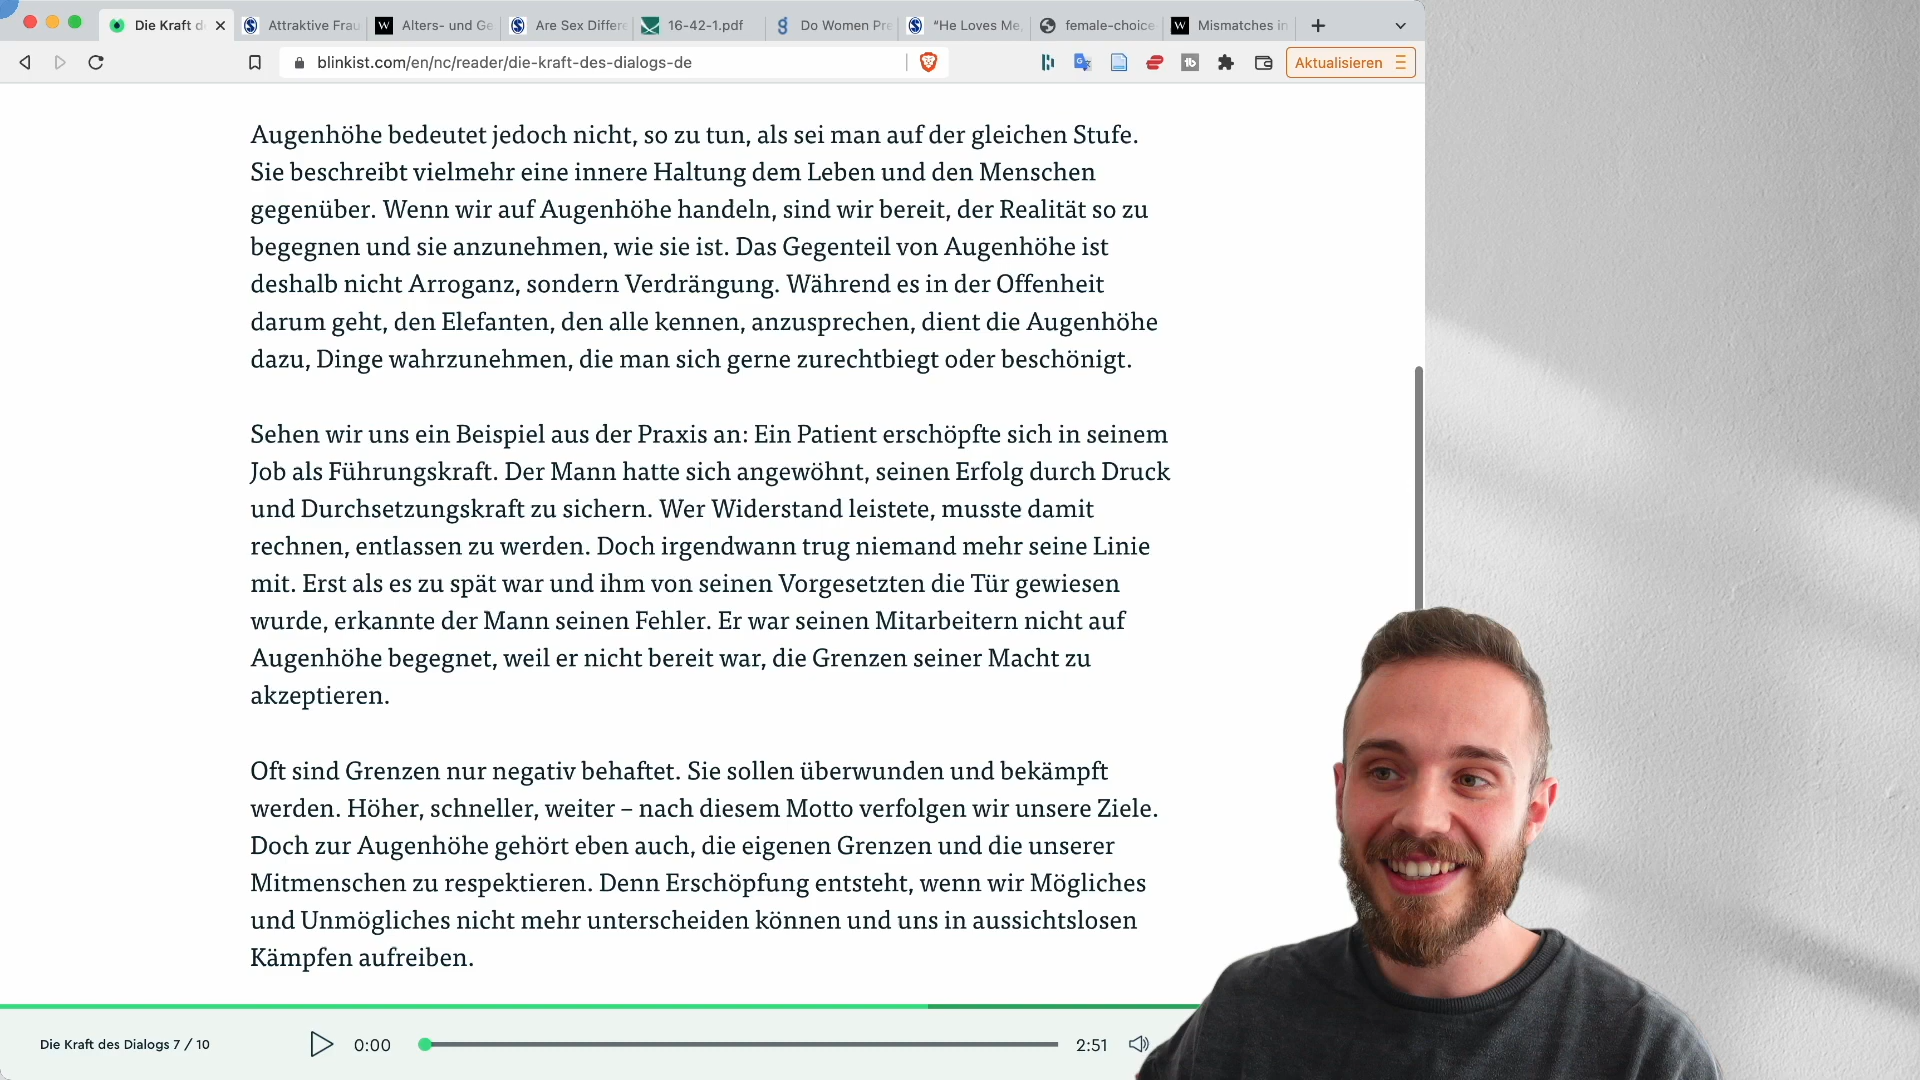 Die Kraft d
Attraktive Frau
Alters- und Ge
Are Sex Differe
16-42-1.pdf
Do Women Pre
“He Loves Me,
female-choice
Mismatches in
blinkist.com/en/nc/reader/die-kraft-des-dialogs-de
Aktualisieren
Augenhöhe bedeutet jedoch nicht, so zu tun, als sei man auf der gleichen Stufe.
Sie beschreibt vielmehr eine innere Haltung dem Leben und den Menschen
gegenüber. Wenn wir auf Augenhöhe handeln, sind wir bereit, der Realität so zu
begegnen und sie anzunehmen, wie sie ist. Das Gegenteil von Augenhöhe ist
deshalb nicht Arroganz, sondern Verdrängung. Während es in der Offenheit
darum geht, den Elefanten, den alle kennen, anzusprechen, dient die Augenhöhe
dazu, Dinge wahrzunehmen, die man sich gerne zurechtbiegt oder beschönigt.
Sehen wir uns ein Beispiel aus der Praxis an: Ein Patient erschöpfte sich in seinem
Job als Führungskraft. Der Mann hatte sich angewöhnt, seinen Erfolg durch Druck
und Durchsetzungskraft zu sichern. Wer Widerstand leistete, musste damit
rechnen, entlassen zu werden. Doch irgendwann trug niemand mehr seine Linie
mit. Erst als es zu spät war und ihm von seinen Vorgesetzten die Tür gewiesen
wurde, erkannte der Mann seinen Fehler. Er war seinen Mitarbeitern nicht auf
Augenhöhe begegnet, weil er nicht bereit war, die Grenzen seiner Macht zu
akzeptieren.
Oft sind Grenzen nur negativ behaftet. Sie sollen überwunden und bekämpft
werden. Höher, schneller, weiter – nach diesem Motto verfolgen wir unsere Ziele.
Doch zur Augenhöhe gehört eben auch, die eigenen Grenzen und die unserer
Mitmenschen zu respektieren. Denn Erschöpfung entsteht, wenn wir Mögliches
und Unmögliches nicht mehr unterscheiden können und uns in aussichtslosen
Kämpfen aufreiben.
Die Kraft des Dialogs 7 / 10
0:00
2:51